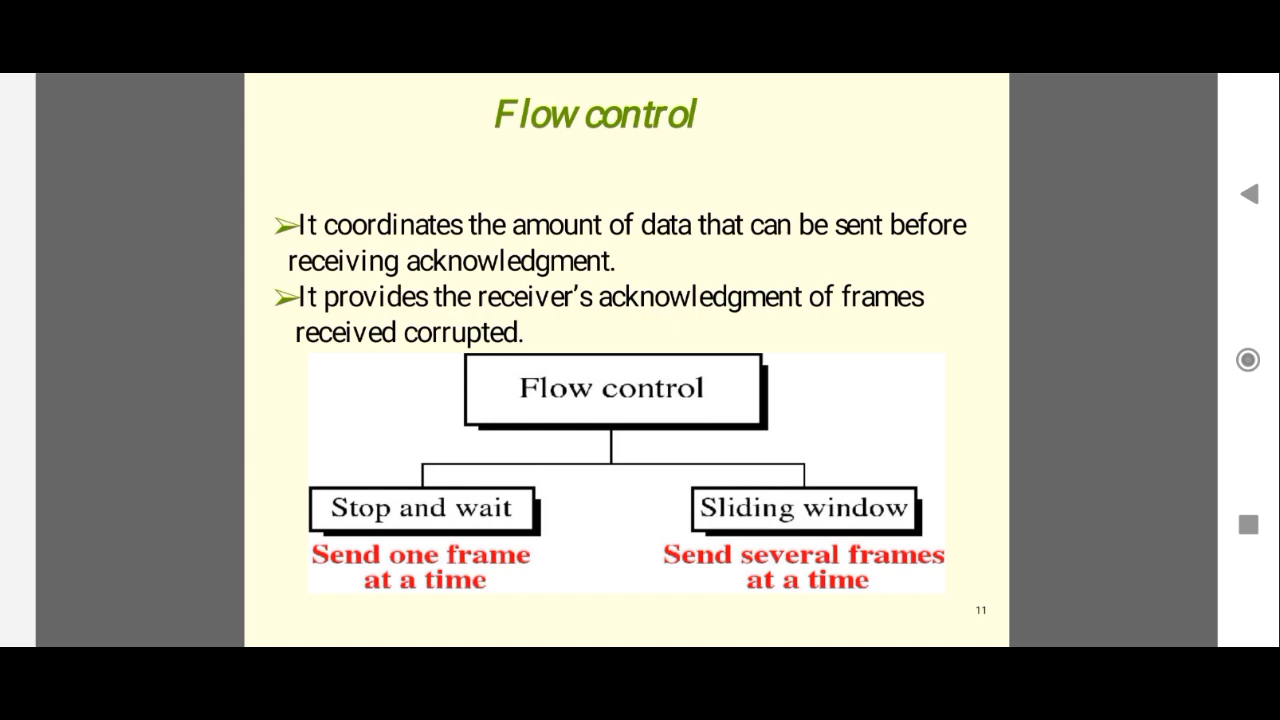 Flow control
➢It coordinates the amount of data that can be sent before
receiving acknowledgment.
➢It provides the receiver’s acknowledgment of frames
received corrupted.
Flow control
Stop and wait
Sliding window
Send one frame
at a time
Send several frames
at a time
11